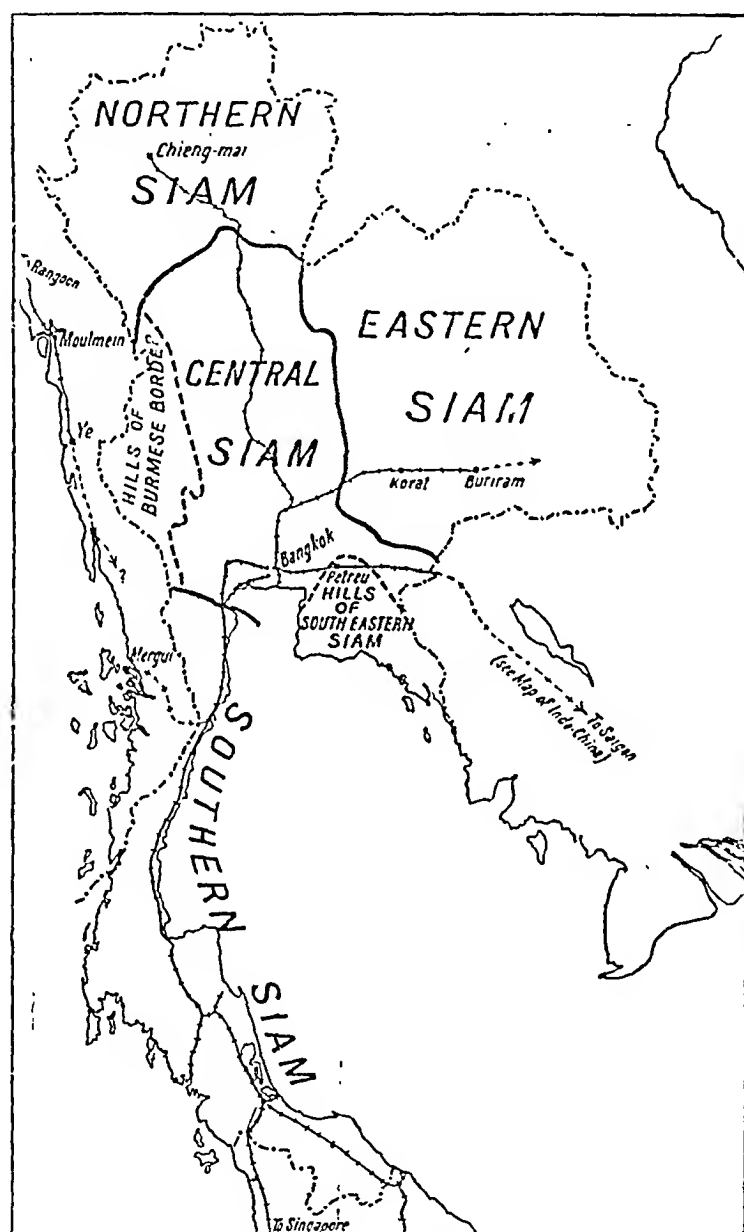 NORTHERN
Chieng-mai
SIAM
Rangoon
Moulmein
EASTERN
SIAM
CENTRAL
SIAM
HILLS OF
BURMESE BORDER
Ye
Korat
Buriram
Bangkok
?
Petreu
HILLS
OF
SOUTH EASTERN
SIAM
Mergui
To Saigon
(see Map of Indo-China)
SOUTHERN
SIAM
To Singapore